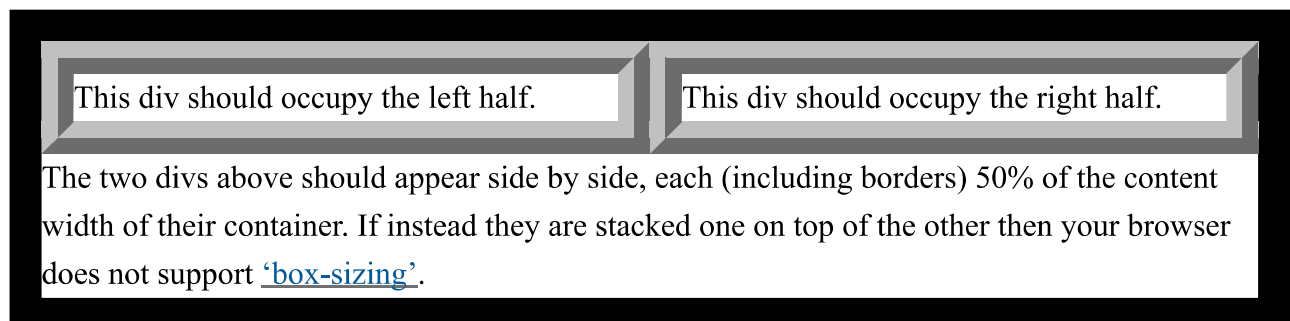 This div should occupy the left half.
This div should occupy the right half.
The two divs above should appear side by side, each (including borders) 50% of the content
width of their container. If instead they are stacked one on top of the other then your browser
does not support ‘box-sizing’.